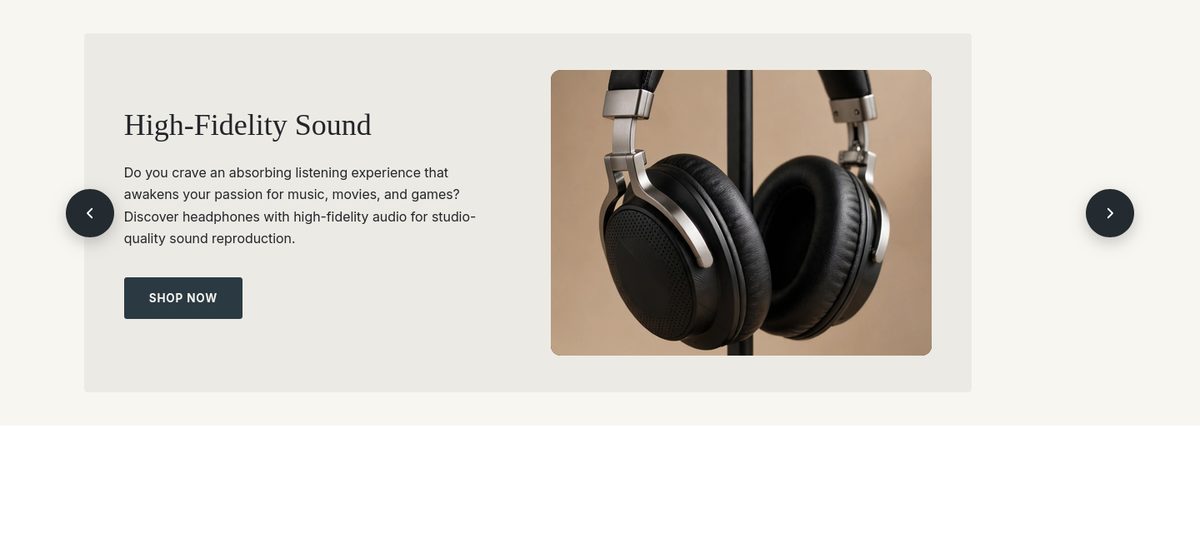 High-Fidelity Sound
Do you crave an absorbing listening experience that
awakens your passion for music, movies, and games?
Discover headphones with high-fidelity audio for studio-
quality sound reproduction.
SHOP NOW